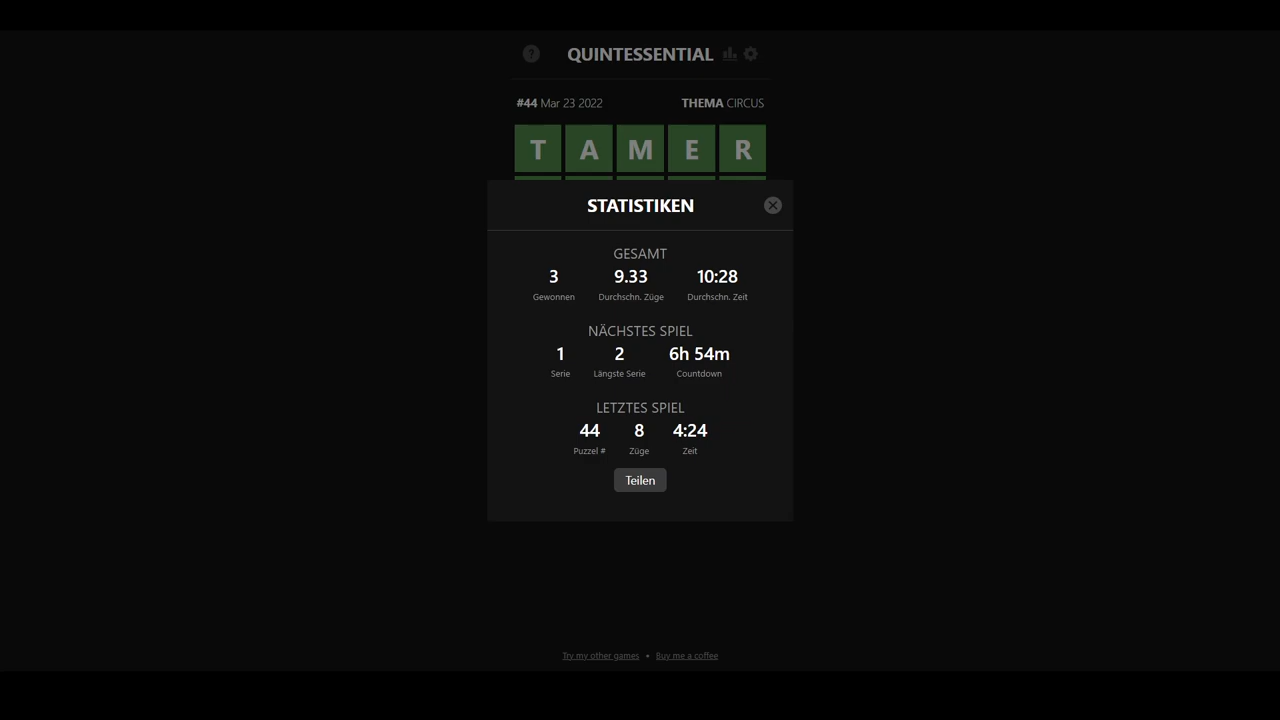 ?
QUINTESSENTIAL
#44 Mar 23 2022 THEMA CIRCUS
T A M E R
STATISTIKEN
GESAMT
3 9.33 10:28
Gewonnen Durchschn. Züge Durchschn. Zeit
NÄCHSTES SPIEL
1 2 6h 54m
Serie Längste Serie Countdown
LETZTES SPIEL
44 8 4:24
Puzzel # Züge Zeit
Teilen
Try my other games • Buy me a coffee